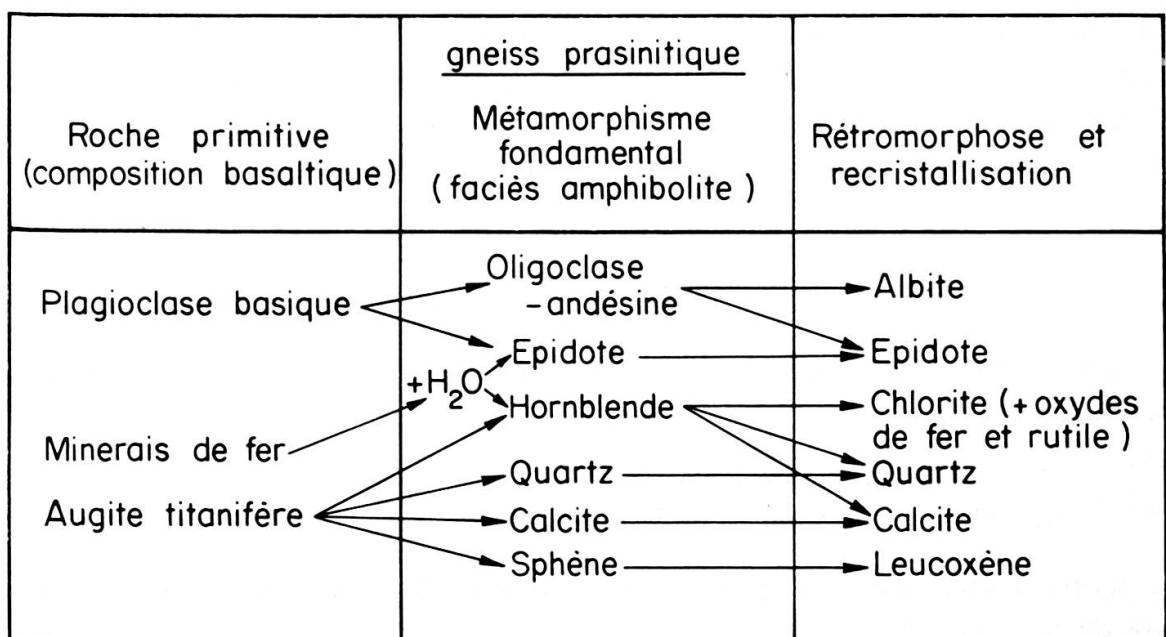 Roche primitive
(composition basaltique)
gneiss prasinitique
Métamorphisme
fondamental
(faciès amphibolite)
Rétromorphose et
recristallisation
Plagioclase basique
Minerais de fer
Augite titanifère
Oligoclase
-andésine
Epidote
+H₂O
Hornblende
Quartz
Calcite
Sphène
Albite
Epidote
Chlorite (+ oxydes
de fer et rutile)
Quartz
Calcite
Leucoxène